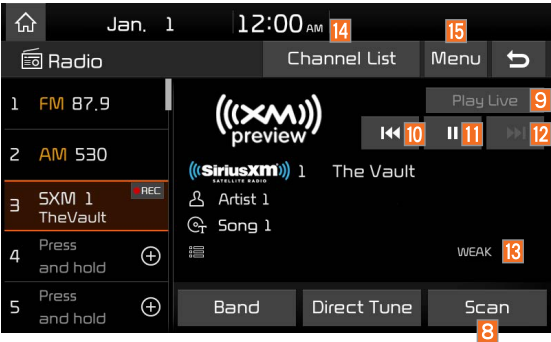 Jan. 1 12:00 AM
14
15
Radio
Channel List
Menu
1 FM 87.9
Play Live 9
((XM)) preview
10
11
12
2 AM 530
((SiriusXM)) 1 The Vault
SATELLITE RADIO
3 SXM 1 REC
TheVault
Artist 1
Song 1
4 Press
and hold
WEAK 13
5 Press
and hold
Band
Direct Tune
Scan
8